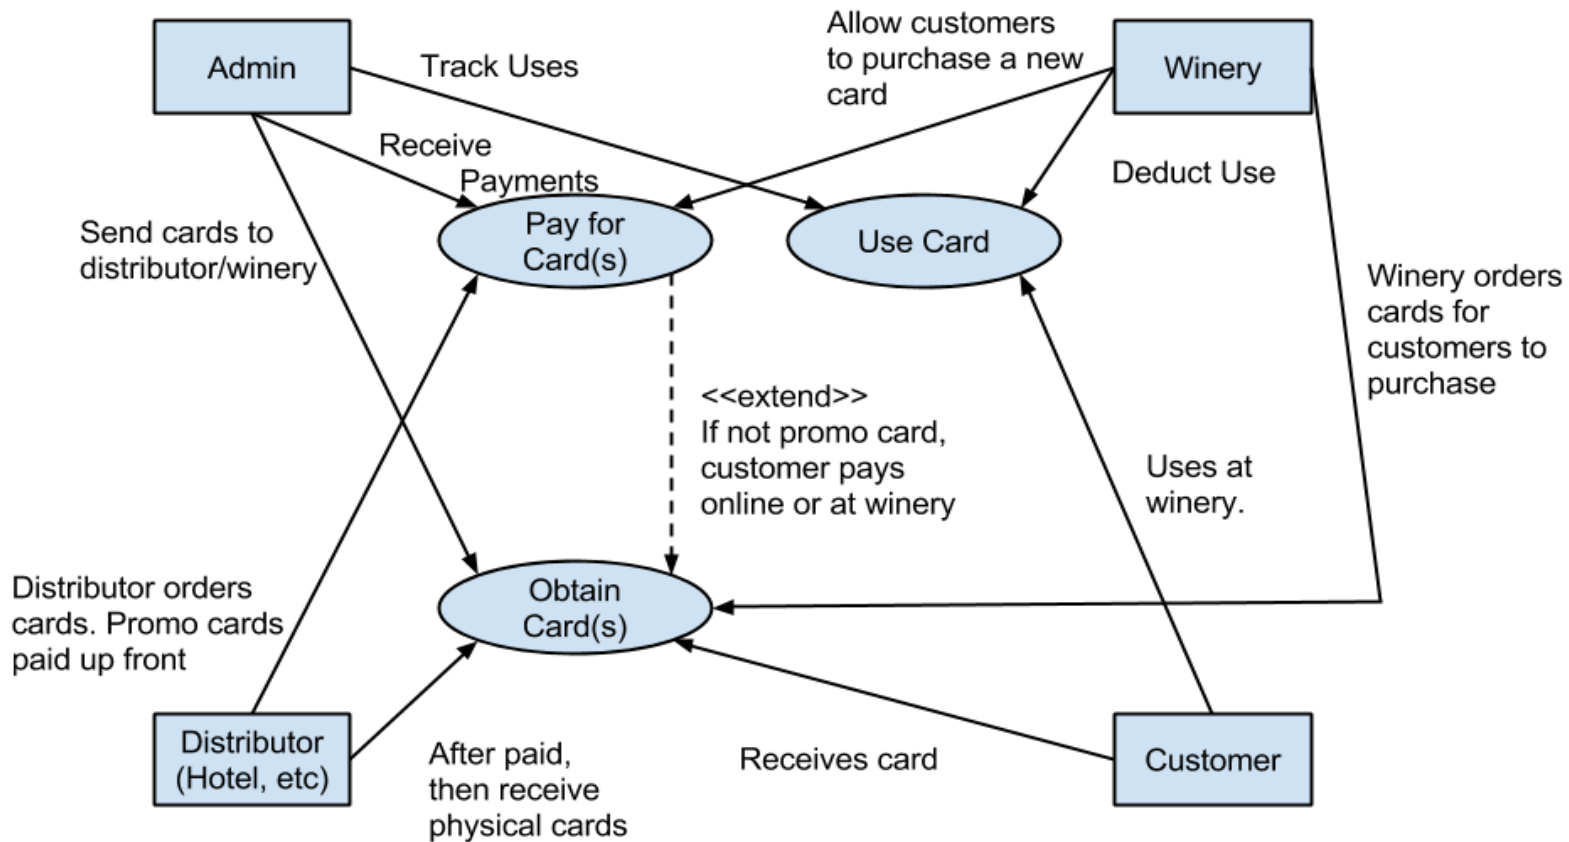 Admin
Track Uses
Allow customers
to purchase a new
card
Winery
Receive
Payments
Deduct Use
Send cards to
distributor/winery
Pay for
Card(s)
Use Card
Winery orders
cards for
customers to
purchase
<<extend>>
If not promo card,
customer pays
online or at winery
Uses at
winery.
Distributor orders
cards. Promo cards
paid up front
Obtain
Card(s)
Distributor
(Hotel, etc)
After paid,
then receive
physical cards
Receives card
Customer